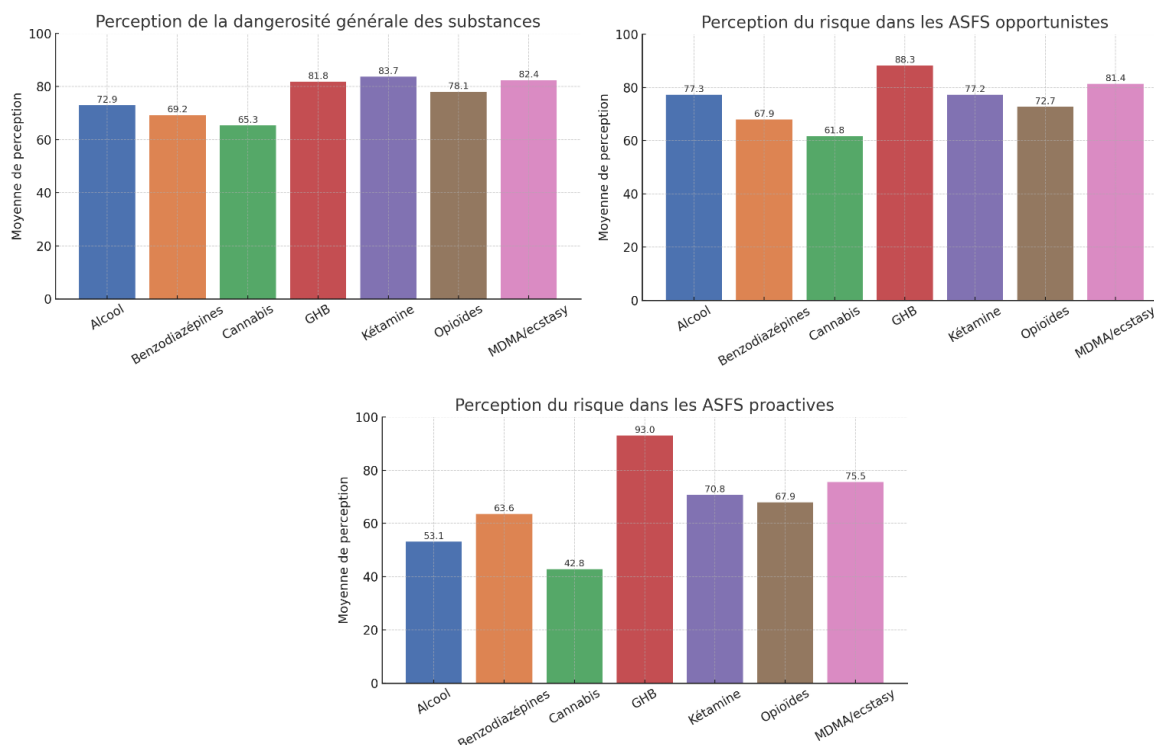 Perception de la dangerosité générale des substances
Moyenne de perception
100
80
60
40
20
0
72.9
69.2
65.3
81.8
83.7
78.1
82.4
Alcool
Benzodiazépines
Cannabis
GHB
Kétamine
Opioïdes
MDMA/ecstasy
Perception du risque dans les ASFS opportunistes
Moyenne de perception
100
80
60
40
20
0
77.3
67.9
61.8
88.3
77.2
72.7
81.4
Alcool
Benzodiazépines
Cannabis
GHB
Kétamine
Opioïdes
MDMA/ecstasy
Perception du risque dans les ASFS proactives
Moyenne de perception
100
80
60
40
20
0
53.1
63.6
42.8
93.0
70.8
67.9
75.5
Alcool
Benzodiazépines
Cannabis
GHB
Kétamine
Opioïdes
MDMA/ecstasy